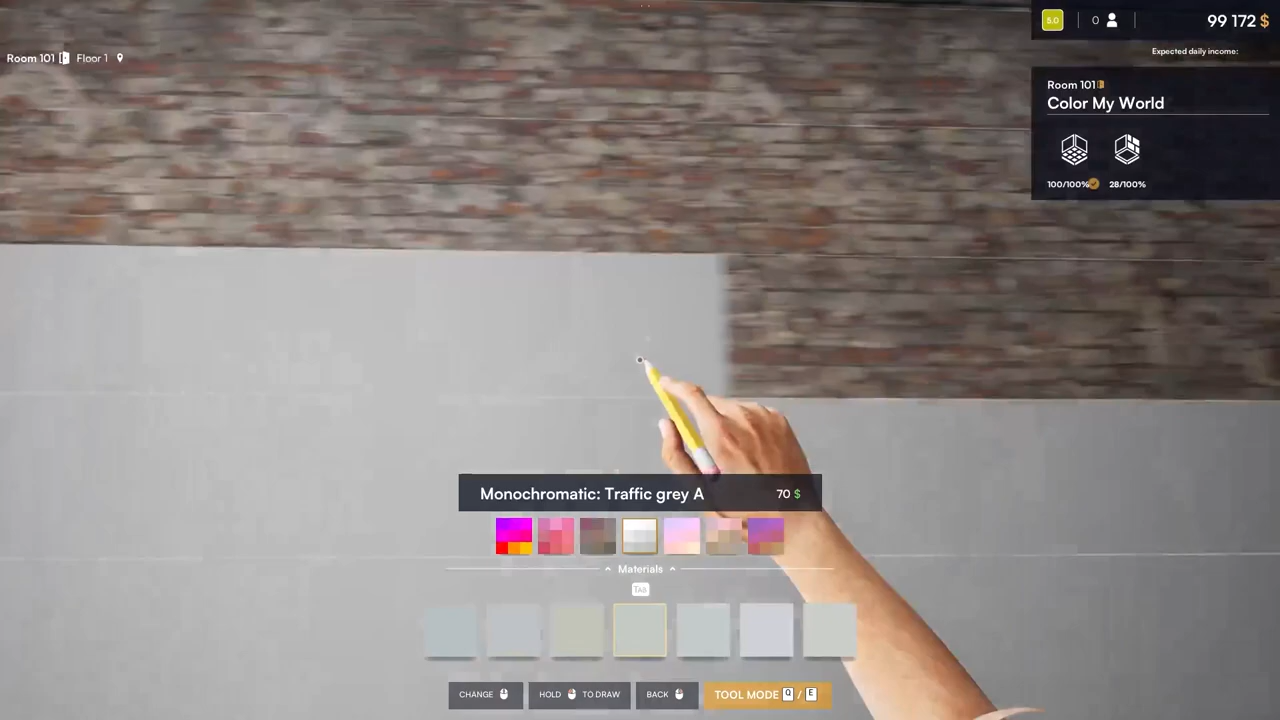 5.0 0 99 172 $
Expected daily income:
Room 101 Floor 1
Room 101
Color My World
100/100% 28/100%
Monochromatic: Traffic grey A 70 $
Materials
TAB
CHANGE HOLD TO DRAW BACK TOOL MODE Q / E